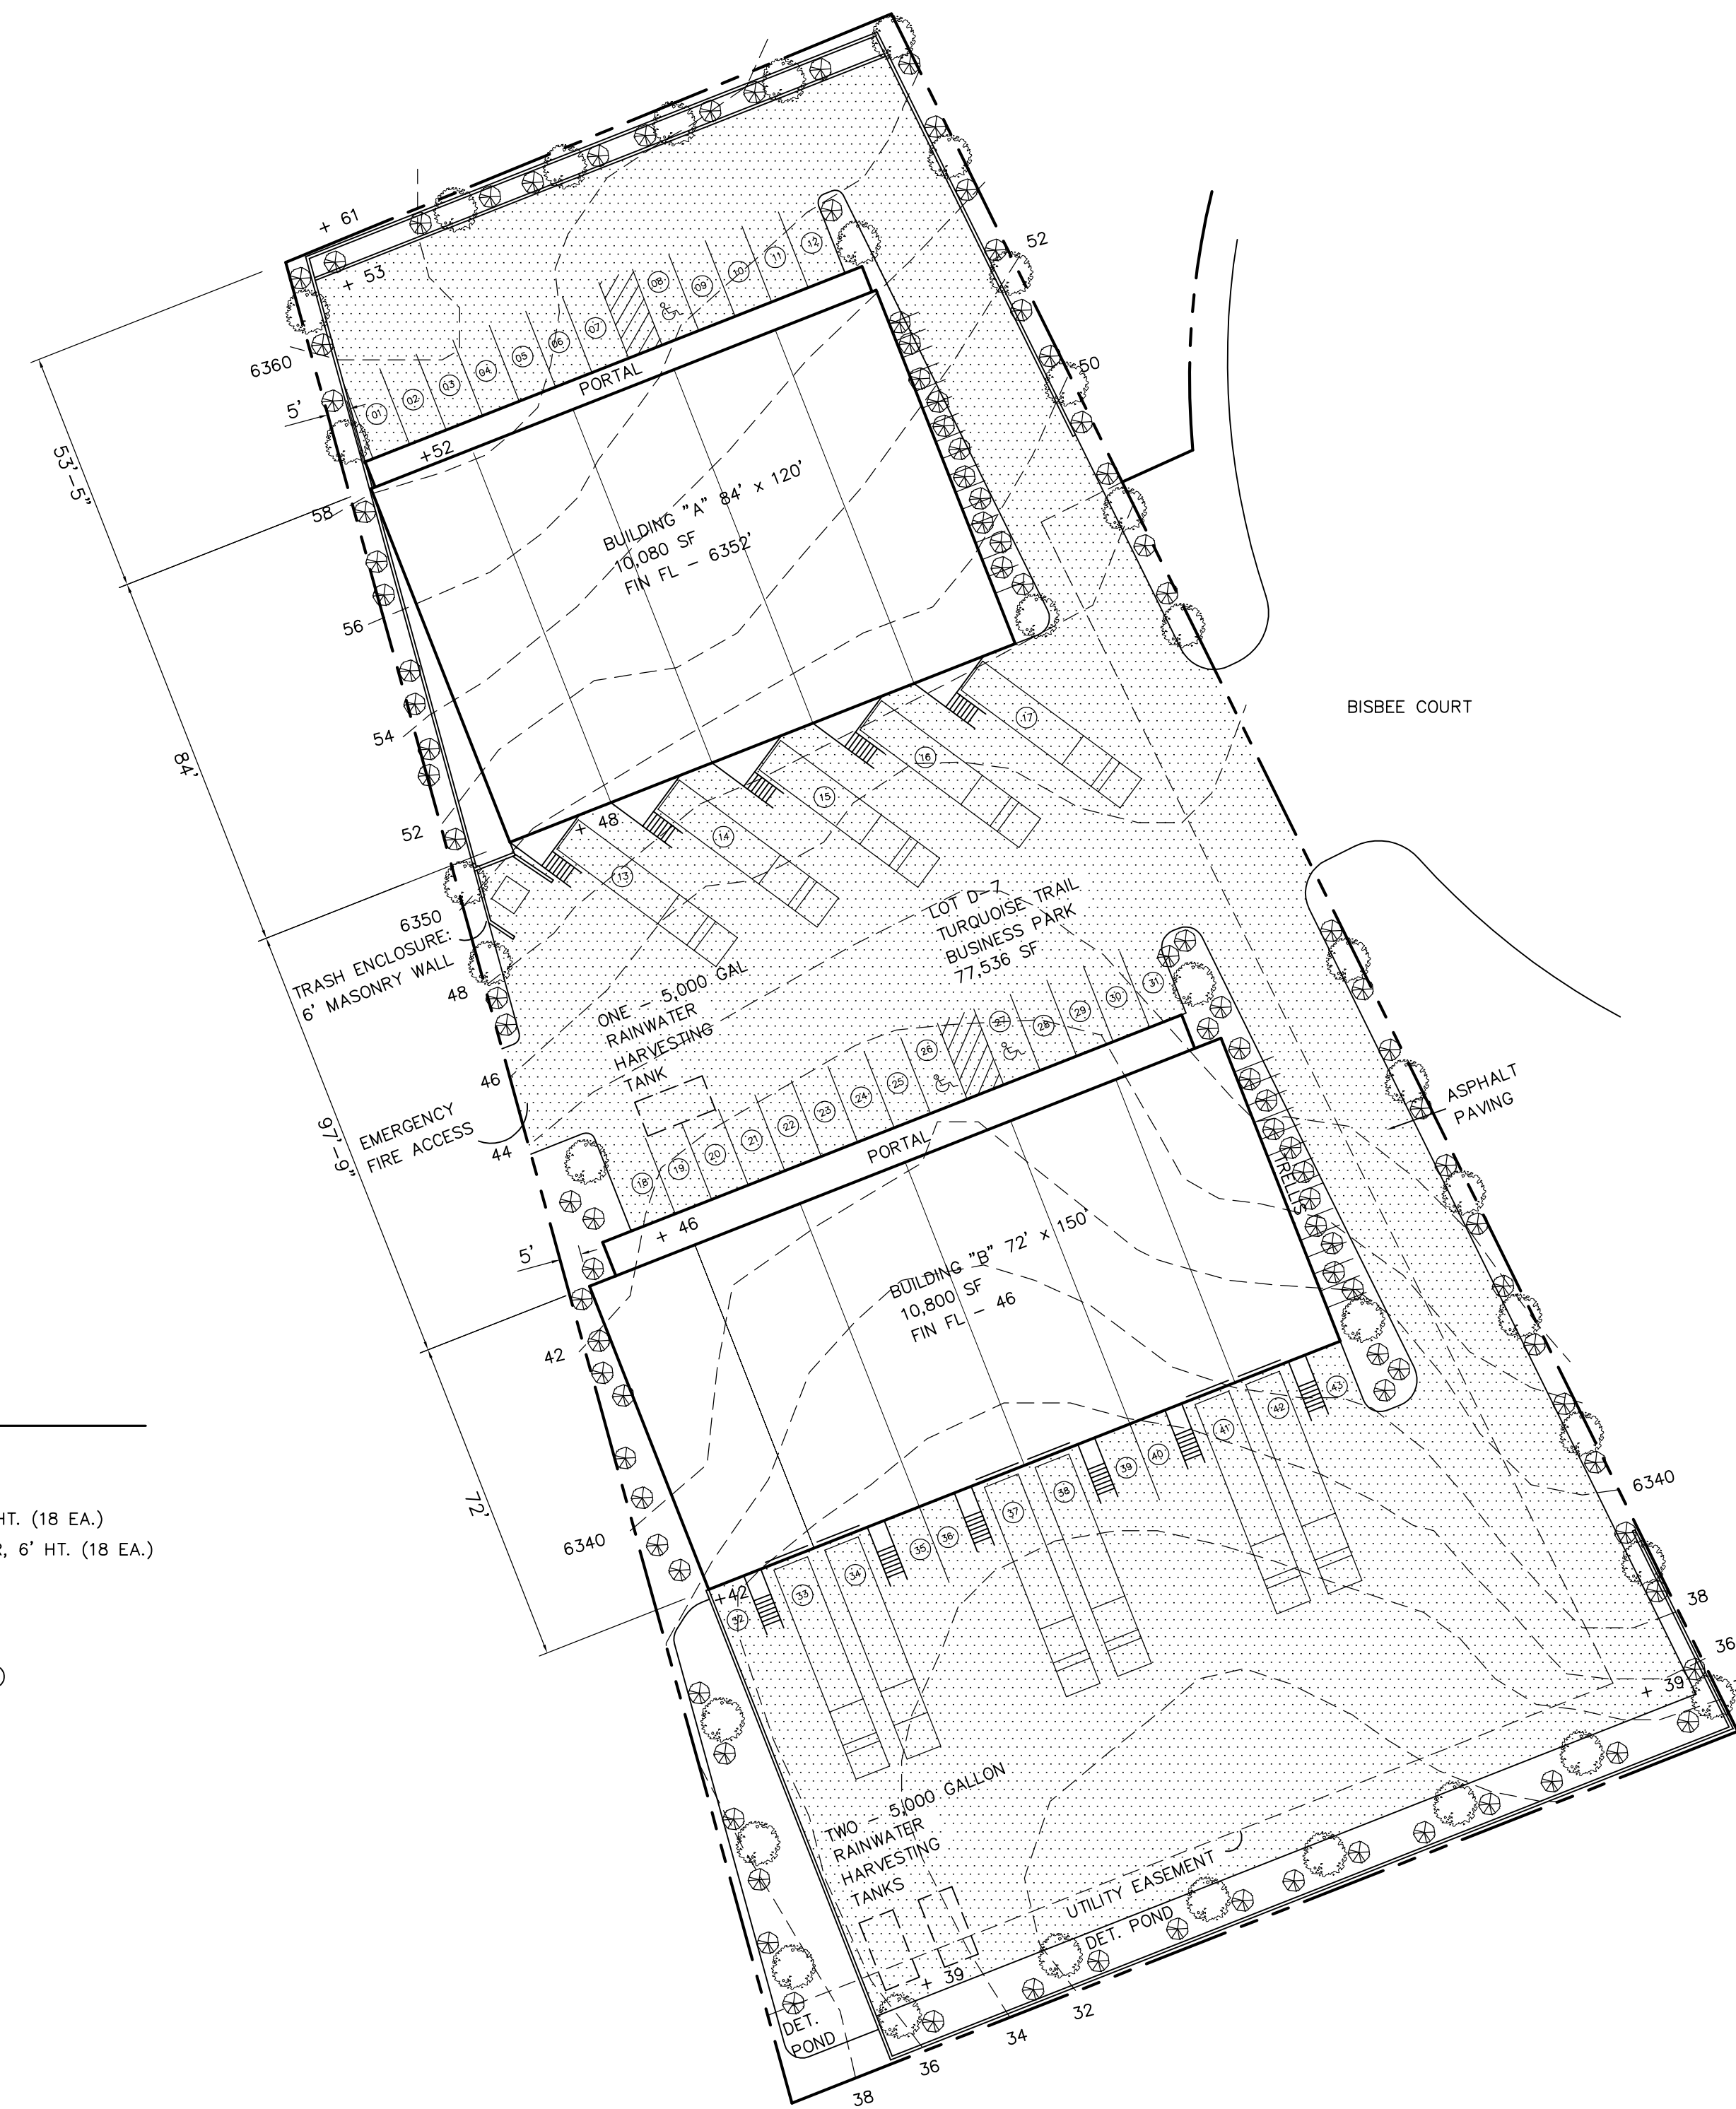 + 61
+ 53
52
50
6360
5'
01
02
03
04
05
06
07
08
09
10
11
12
PORTAL
+52
53'-5"
58
56
54
52
84'
BUILDING "A" 84' x 120'
10,080 SF
FIN FL - 6352'
BISBEE COURT
+ 48
13
14
15
16
17
6350
TRASH ENCLOSURE:
6' MASONRY WALL
48
46
44
LOT D-7
TURQUOISE TRAIL
BUSINESS PARK
77,536 SF
ONE - 5,000 GAL
RAINWATER
HARVESTING
TANK
EMERGENCY
FIRE ACCESS
97'-9"
18
19
20
21
22
23
24
25
26
27
28
29
30
31
PORTAL
+ 46
5'
42
TRELLIS
ASPHALT
PAVING
BUILDING "B" 72' x 150'
10,800 SF
FIN FL - 46
72'
6340
HT. (18 EA.)
R, 6' HT. (18 EA.)
)
+42
32
33
34
35
36
37
38
39
40
41
42
43
6340
38
36
+ 39
TWO - 5,000 GALLON
RAINWATER
HARVESTING
TANKS
UTILITY EASEMENT
DET. POND
+ 39
DET.
POND
32
34
36
38